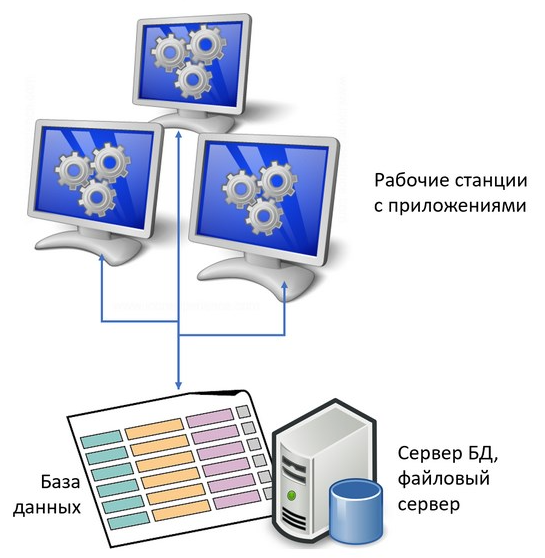 Рабочие станции
с приложениями
База
данных
Сервер БД,
файловый
сервер